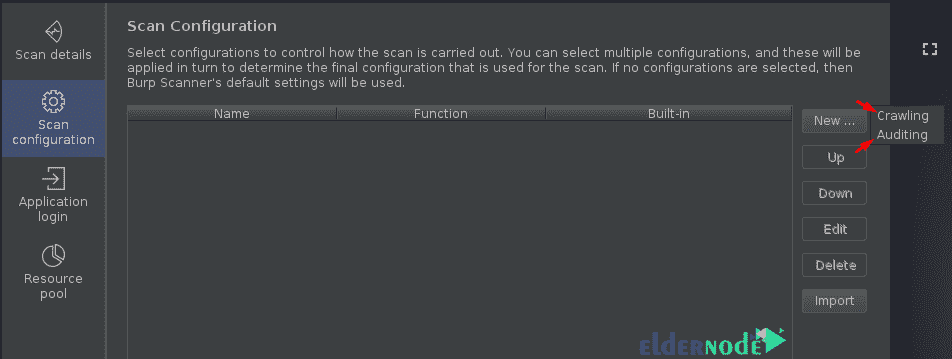 Scan Configuration
Scan details
Select configurations to control how the scan is carried out. You can select multiple configurations, and these will be
applied in turn to determine the final configuration that is used for the scan. If no configurations are selected, then
Burp Scanner's default settings will be used.
Scan
configuration
Application
login
Resource
pool
Name Function Built-in
New ...
Crawling
Auditing
Up
Down
Edit
Delete
Import
elderNode